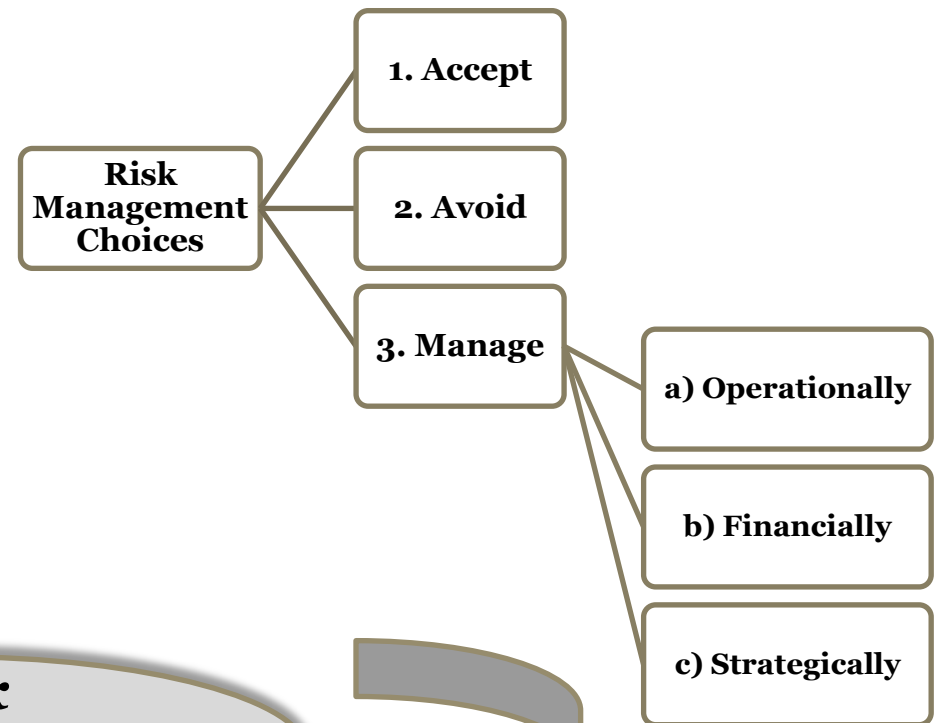 1. Accept
Risk
Management
Choices
2. Avoid
3. Manage
a) Operationally
b) Financially
c) Strategically